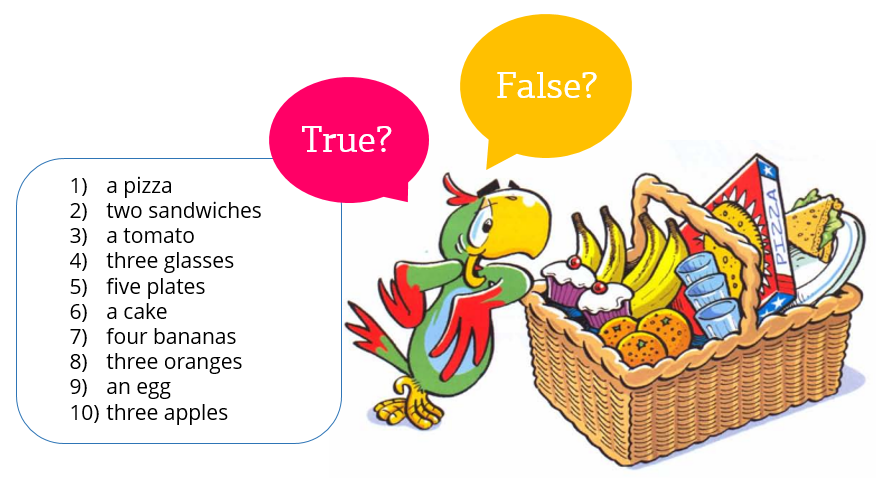 False?
True?
1) a pizza
2) two sandwiches
3) a tomato
4) three glasses
5) five plates
6) a cake
7) four bananas
8) three oranges
9) an egg
10) three apples
PIZZA